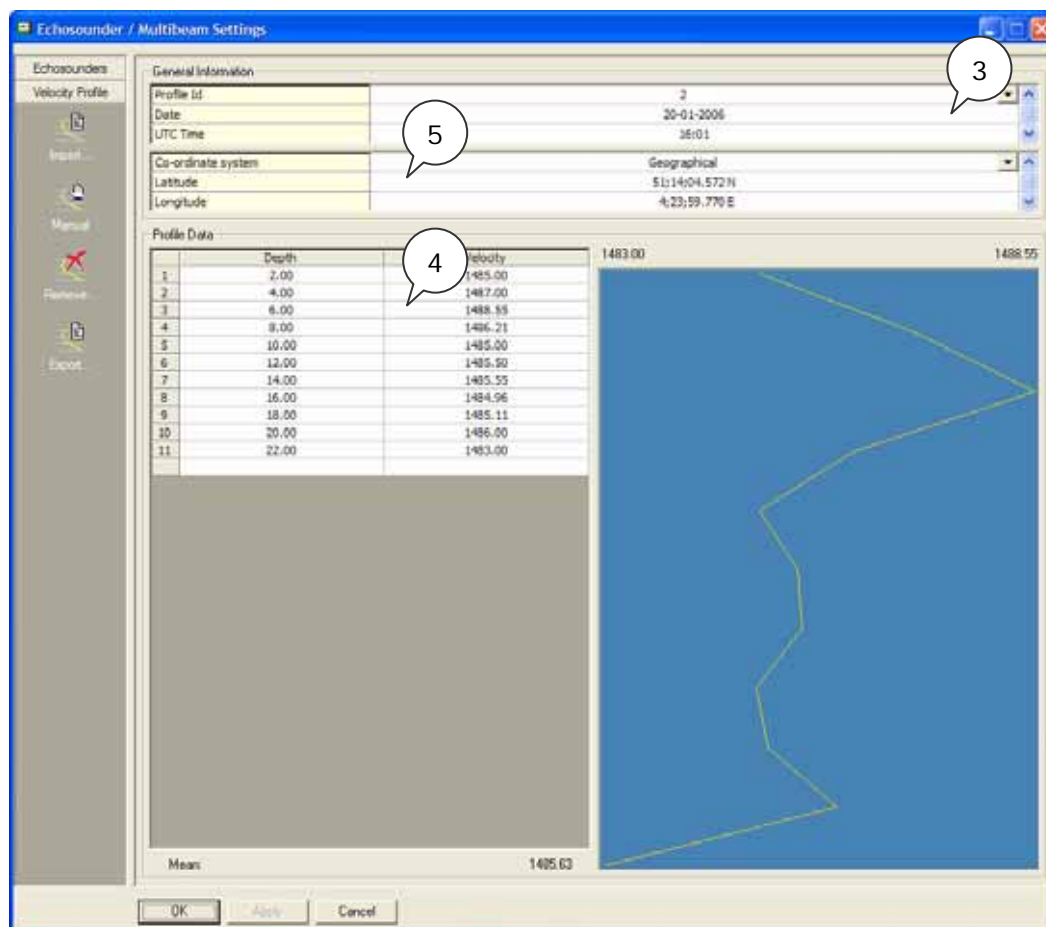 Echosounder / Multibeam Settings
Echosounders
Velocity Profile
Import...
Manual
Remove...
Export...
General Information
3
Profile Id 2
Date 20-01-2006
UTC Time 16:01
5
Co-ordinate system Geographical
Latitude 51;14;04.572 N
Longitude 4;23;59.770 E
Profile Data
4
Depth Velocity
1 2.00 1485.00
2 4.00 1487.00
3 6.00 1488.55
4 8.00 1486.21
5 10.00 1485.00
6 12.00 1485.50
7 14.00 1485.55
8 16.00 1484.96
9 18.00 1485.11
10 20.00 1486.00
11 22.00 1483.00
1483.00 1488.55
Mean: 1485.63
OK Apply Cancel